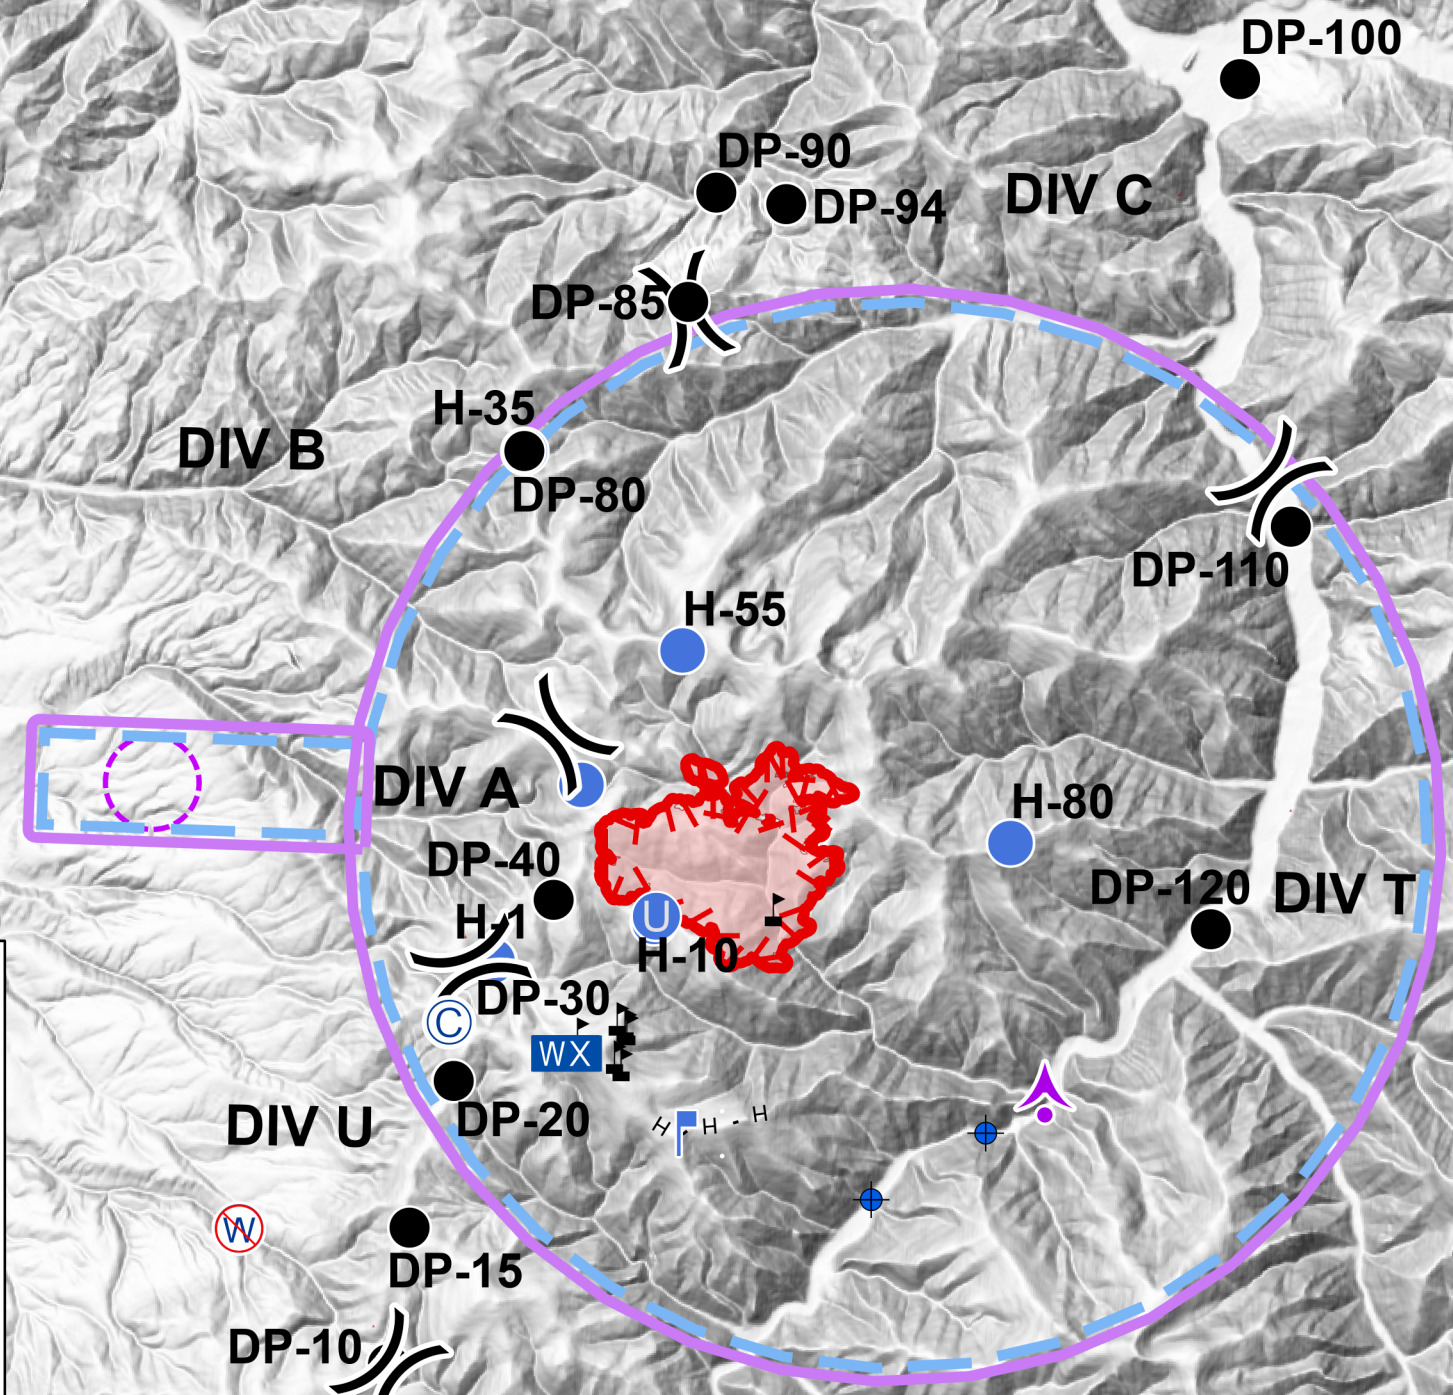 DP-100
DP-90
DP-94
DIV C
DP-85
H-35
DIV B
DP-80
DP-110
H-55
DIV A
H-80
DP-40
DP-120
DIV T
H-1
U
H-10
DP-30
C
WX
DP-20
DIV U
H H - H
W
DP-15
DP-10